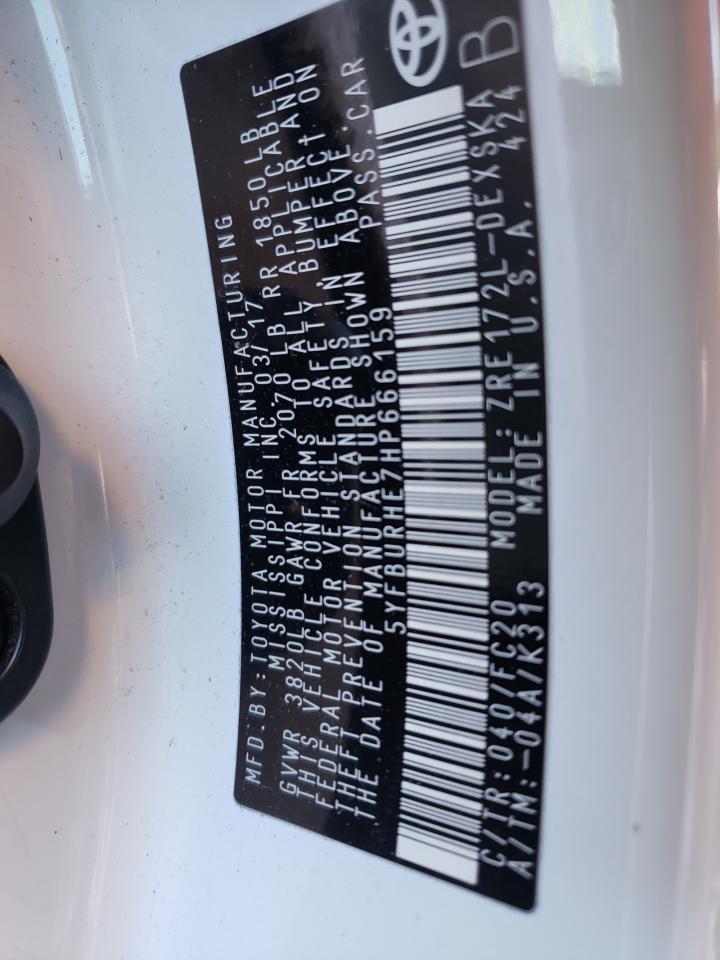 MFD.BY:TOYOTA MOTOR MANUFACTURING
MISSISSIPPI INC. 03/17
GVWR 3820LB GAWR FR 2070 LB RR 1850LB
THIS VEHICLE CONFORMS TO ALL APPLICABLE
FEDERAL MOTOR VEHICLE SAFETY, BUMPER, AND
THEFT PREVENTION STANDARDS IN EFFECT ON
THE DATE OF MANUFACTURE SHOWN ABOVE.
5YFBURHE7HP666159 PASS.CAR
C/TR:040/FC20 MODEL:ZRE172L-DEXSKA
A/TM:-04A/K313 MADE IN U.S.A. 424
B